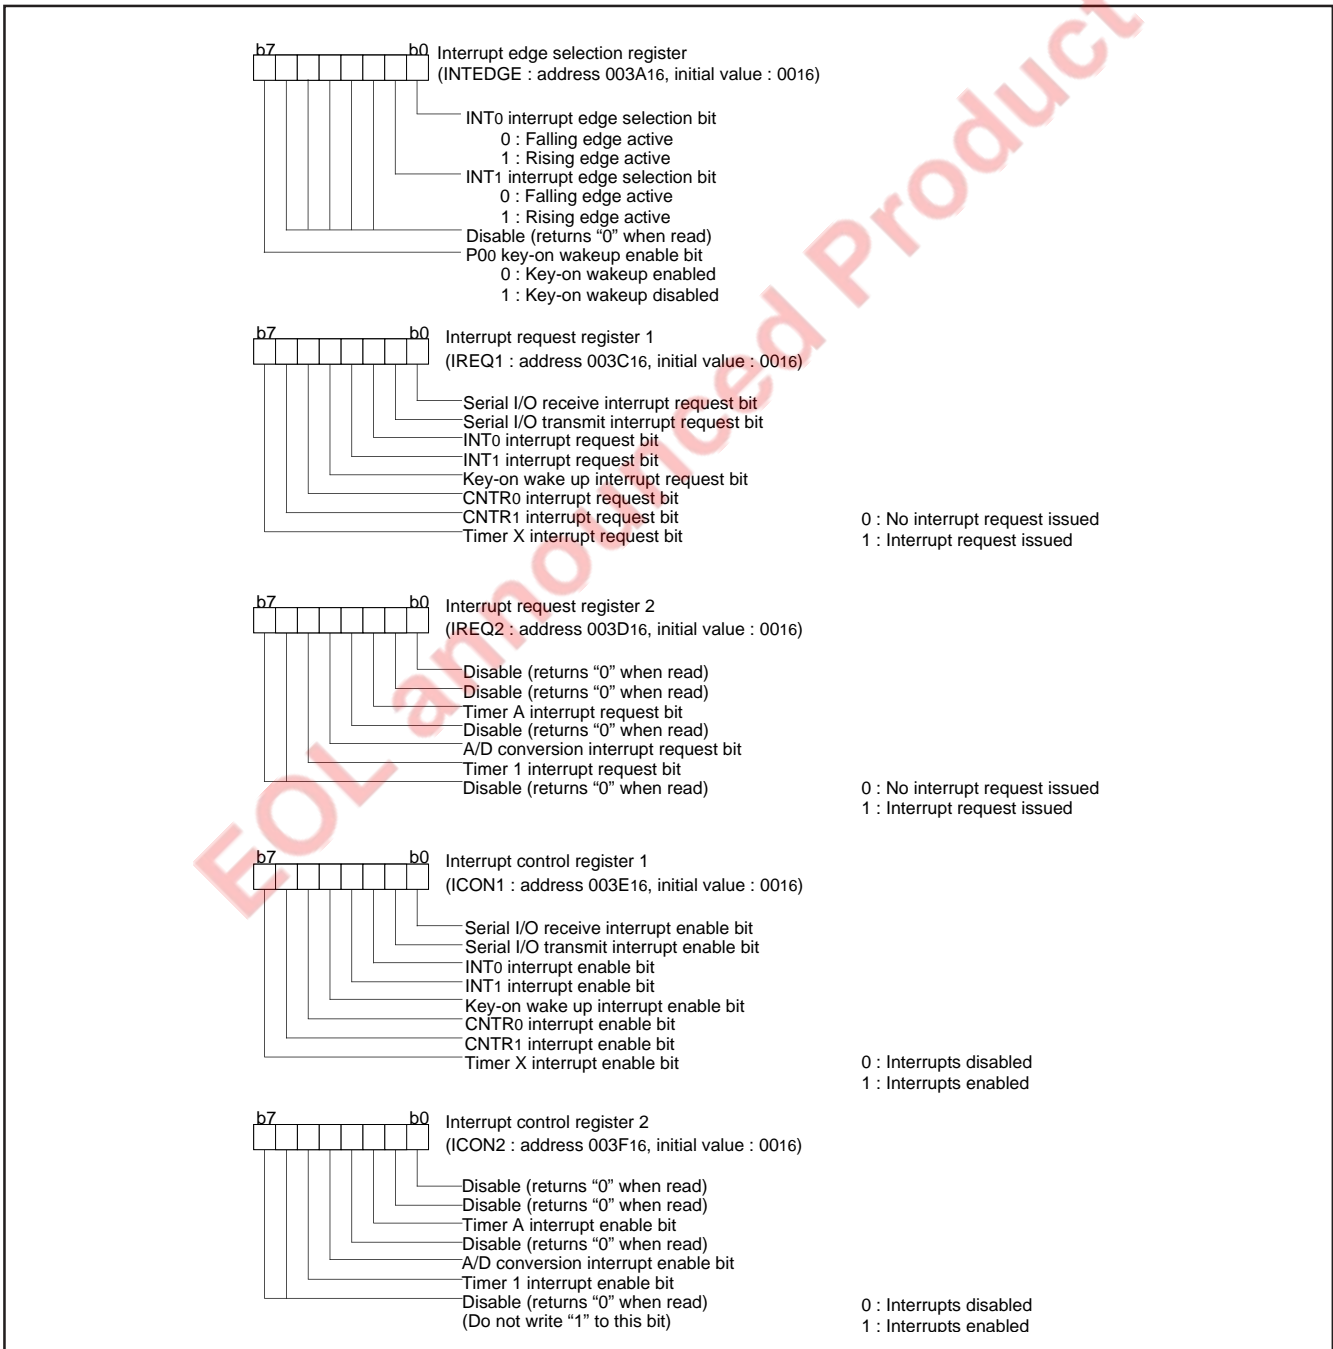 b7 b0 Interrupt edge selection register
(INTEDGE : address 003A16, initial value : 0016)
INT0 interrupt edge selection bit
0 : Falling edge active
1 : Rising edge active
INT1 interrupt edge selection bit
0 : Falling edge active
1 : Rising edge active
Disable (returns “0” when read)
P00 key-on wakeup enable bit
0 : Key-on wakeup enabled
1 : Key-on wakeup disabled
b7 b0 Interrupt request register 1
(IREQ1 : address 003C16, initial value : 0016)
Serial I/O receive interrupt request bit
Serial I/O transmit interrupt request bit
INT0 interrupt request bit
INT1 interrupt request bit
Key-on wake up interrupt request bit
CNTR0 interrupt request bit
CNTR1 interrupt request bit
Timer X interrupt request bit
0 : No interrupt request issued
1 : Interrupt request issued
b7 b0 Interrupt request register 2
(IREQ2 : address 003D16, initial value : 0016)
Disable (returns “0” when read)
Disable (returns “0” when read)
Timer A interrupt request bit
Disable (returns “0” when read)
A/D conversion interrupt request bit
Timer 1 interrupt request bit
Disable (returns “0” when read)
0 : No interrupt request issued
1 : Interrupt request issued
b7 b0 Interrupt control register 1
(ICON1 : address 003E16, initial value : 0016)
Serial I/O receive interrupt enable bit
Serial I/O transmit interrupt enable bit
INT0 interrupt enable bit
INT1 interrupt enable bit
Key-on wake up interrupt enable bit
CNTR0 interrupt enable bit
CNTR1 interrupt enable bit
Timer X interrupt enable bit
0 : Interrupts disabled
1 : Interrupts enabled
b7 b0 Interrupt control register 2
(ICON2 : address 003F16, initial value : 0016)
Disable (returns “0” when read)
Disable (returns “0” when read)
Timer A interrupt enable bit
Disable (returns “0” when read)
A/D conversion interrupt enable bit
Timer 1 interrupt enable bit
Disable (returns “0” when read)
(Do not write “1” to this bit)
0 : Interrupts disabled
1 : Interrupts enabled
EOL announced Product